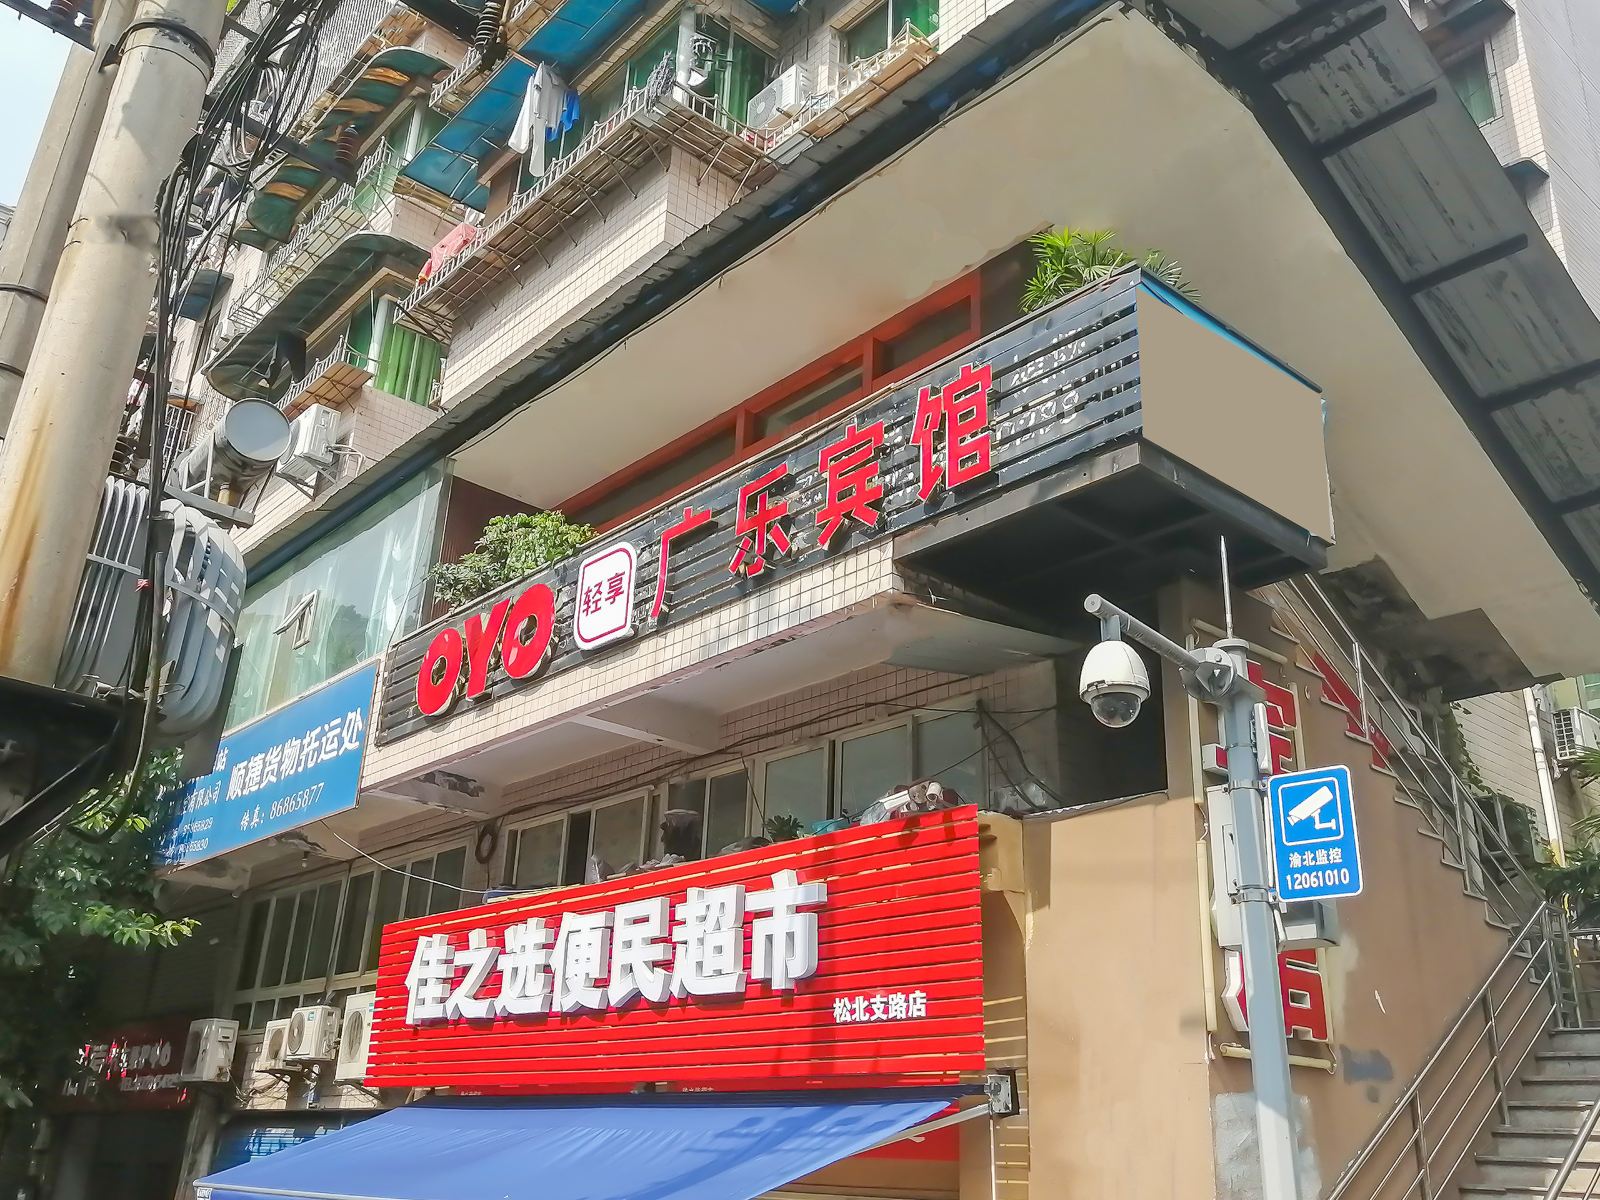 OYO 轻享 广乐宾馆
顺捷货物托运处
传真：86865877
佳之选便民超市
松北支路店
渝北监控
12061010